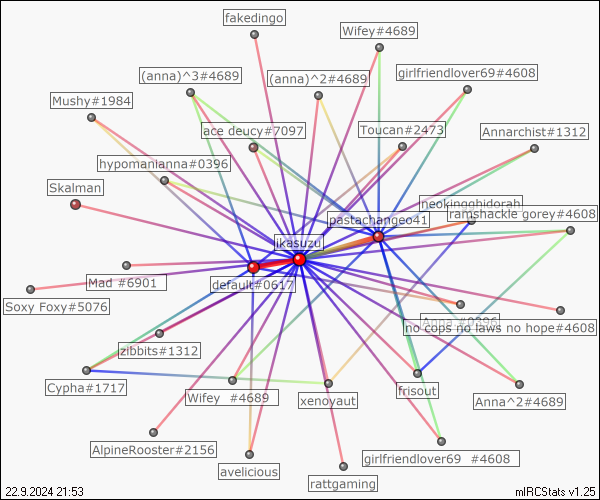 fakedingo
Wifey#4689
(anna)^3#4689
(anna)^2#4689
girlfriendlover69#4608
Mushy#1984
ace deucy#7097
Toucan#2473
Annarchist#1312
hypomanianna#0396
Skalman
neokingghidorah
pastachangeo41
ramshackle gorey#4608
ikasuzu
Mad #6901
default#0617
Soxy Foxy#5076
Anna #0396
no cops no laws no hope#4608
zibbits#1312
Cypha#1717
Wifey  #4689
xenoyaut
frisout
Anna^2#4689
AlpineRooster#2156
avelicious
girlfriendlover69  #4608
rattgaming
22.9.2024 21:53
mIRCStats v1.25